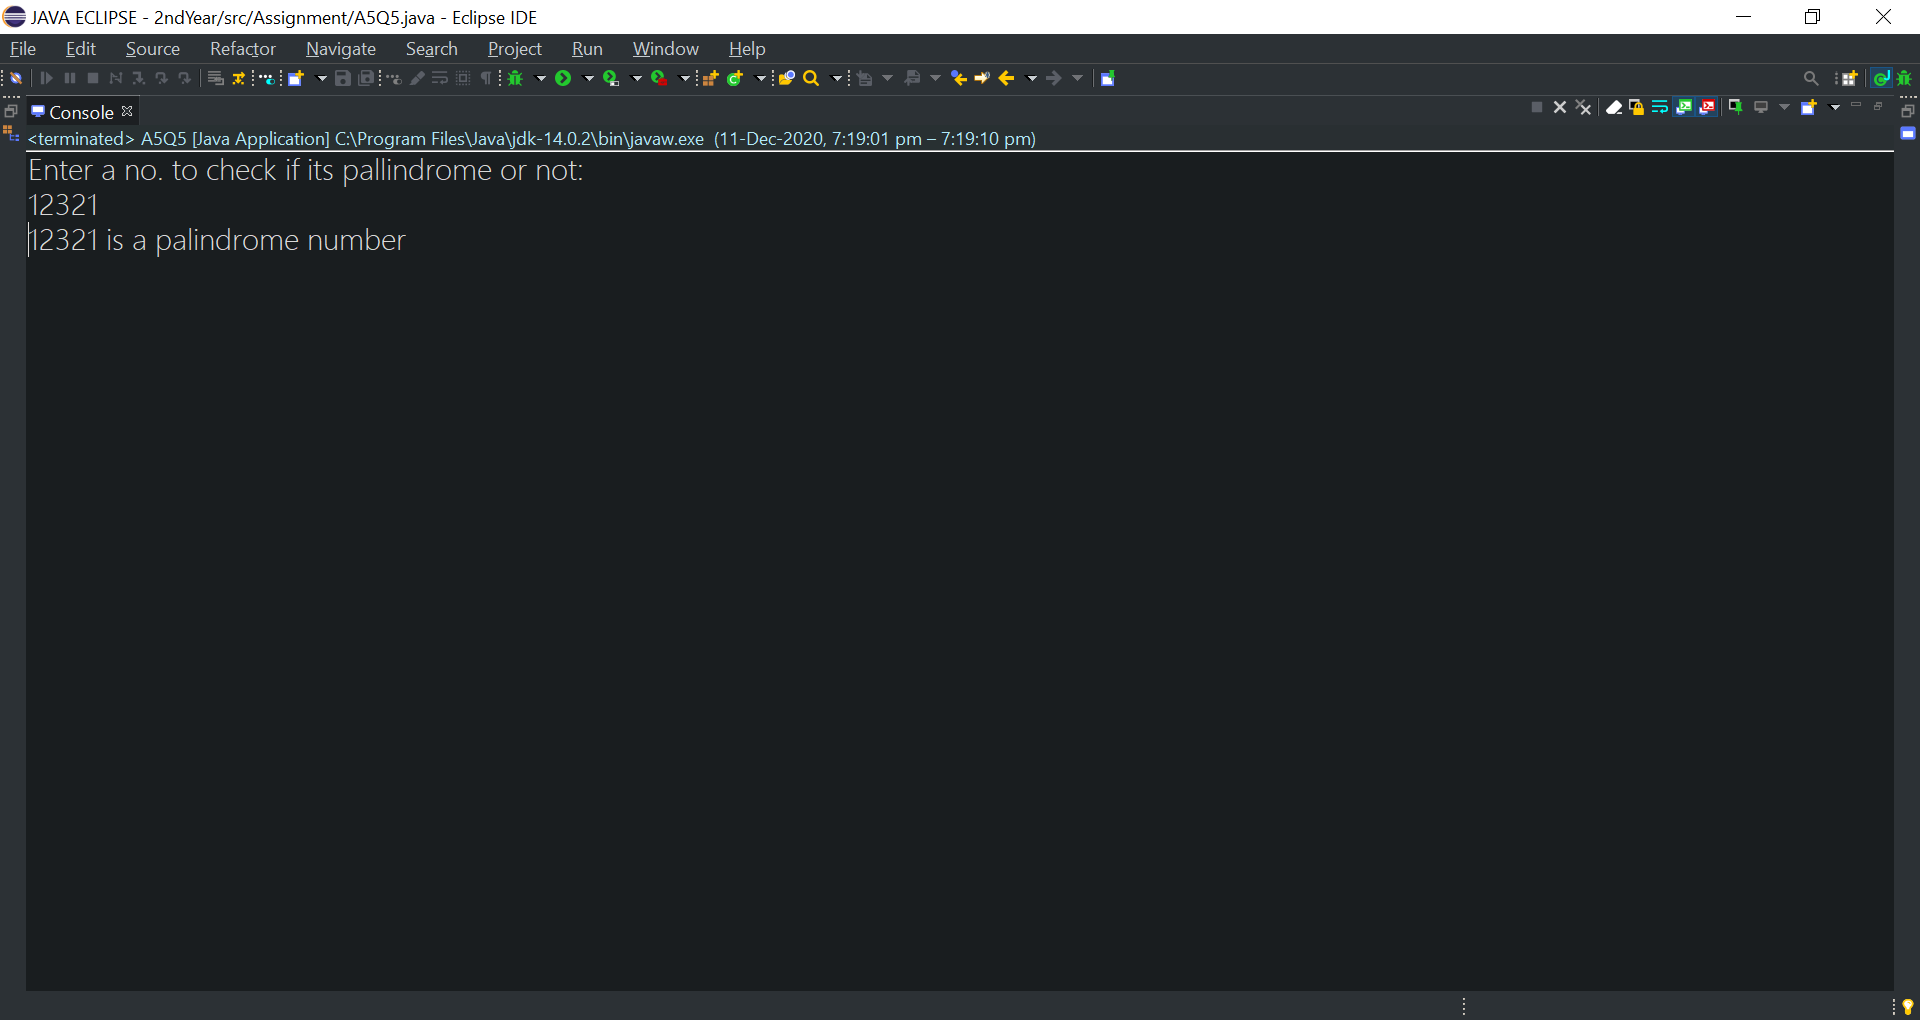 JAVA ECLIPSE - 2ndYear/src/Assignment/A5Q5.java - Eclipse IDE
File Edit Source Refactor Navigate Search Project Run Window Help
Console
<terminated> A5Q5 [Java Application] C:\Program Files\Java\jdk-14.0.2\bin\javaw.exe (11-Dec-2020, 7:19:01 pm – 7:19:10 pm)
Enter a no. to check if its pallindrome or not:
12321
12321 is a palindrome number